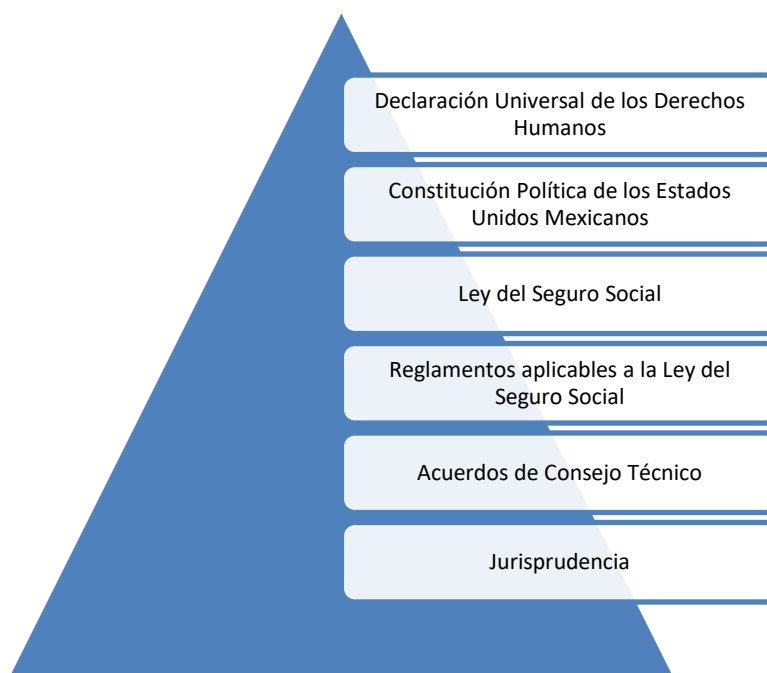 Declaración Universal de los Derechos
Humanos
Constitución Política de los Estados
Unidos Mexicanos
Ley del Seguro Social
Reglamentos aplicables a la Ley del
Seguro Social
Acuerdos de Consejo Técnico
Jurisprudencia